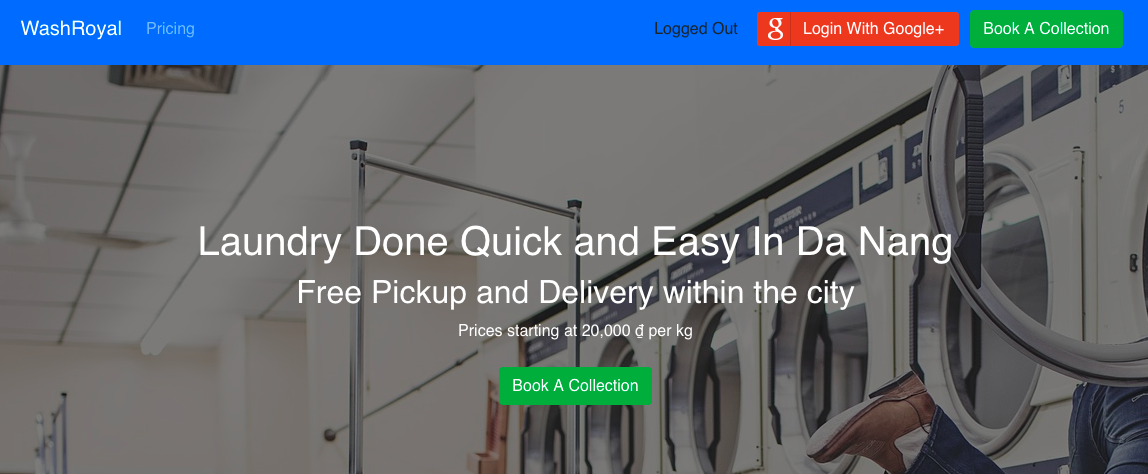 WashRoyal Pricing Logged Out g Login With Google+ Book A Collection
Laundry Done Quick and Easy In Da Nang
Free Pickup and Delivery within the city
Prices starting at 20,000 ₫ per kg
Book A Collection